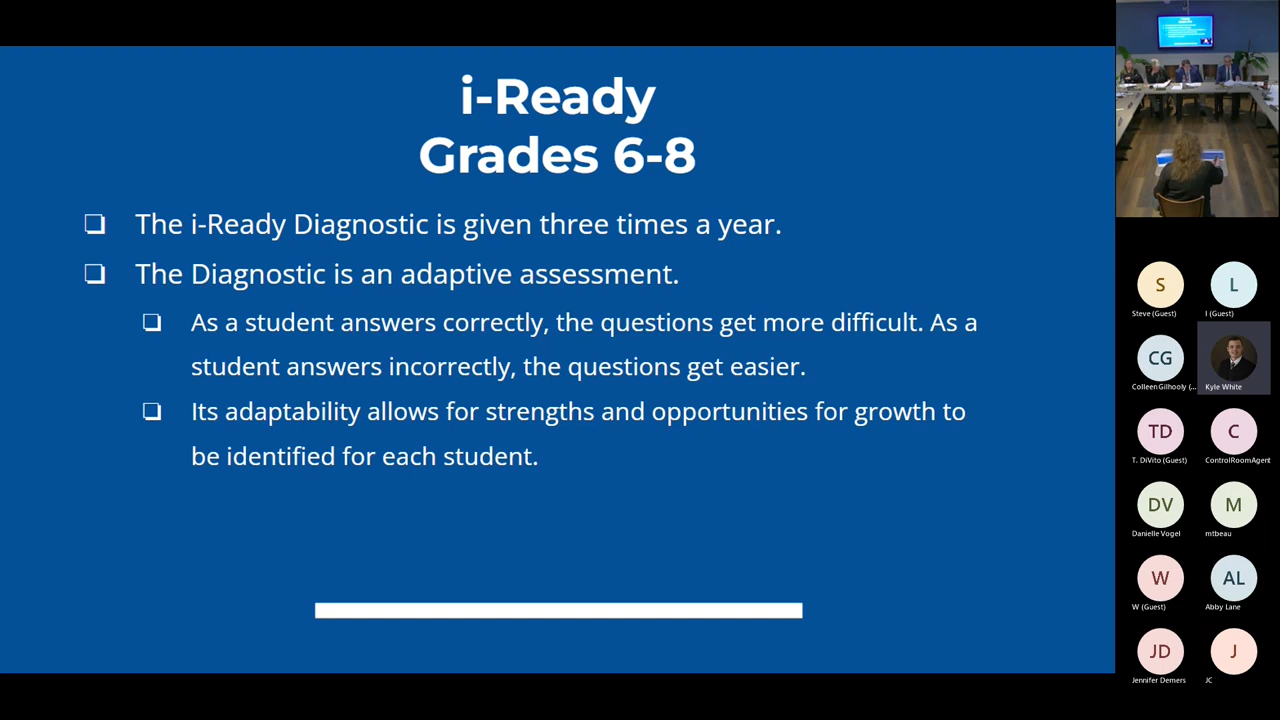 i-Ready
Grades 6-8
❏ The i-Ready Diagnostic is given three times a year.
❏ The Diagnostic is an adaptive assessment.
❏ As a student answers correctly, the questions get more difficult. As a
student answers incorrectly, the questions get easier.
❏ Its adaptability allows for strengths and opportunities for growth to
be identified for each student.
S
Steve (Guest)
L
I (Guest)
CG
Colleen Gilhooly (...
Kyle White
TD
T. DiVito (Guest)
C
ControlRoomAgent
DV
Danielle Vogel
M
mtbeau
W
W (Guest)
AL
Abby Lane
JD
Jennifer Demers
J
JC